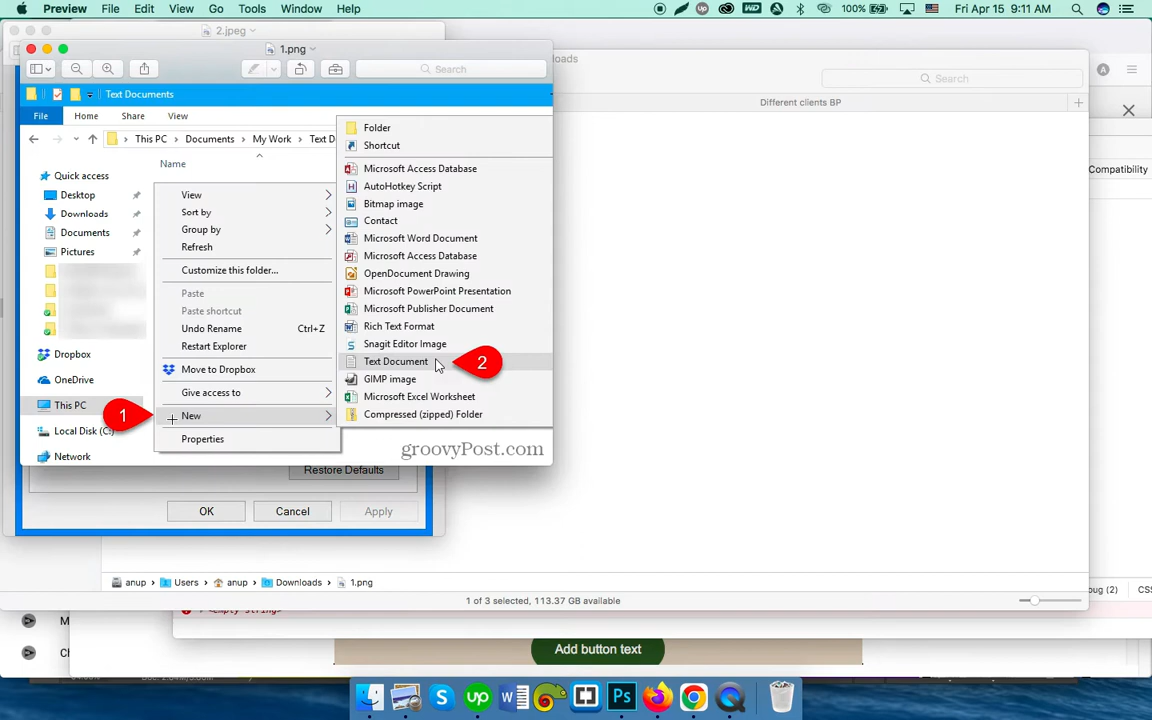 Preview File Edit View Go Tools Window Help 100% Fri Apr 15 9:11 AM
2.jpeg
1.png
Search
Search
Different clients BP
Compatibility
Text Documents
File Home Share View
This PC Documents My Work Text D
Name
Quick access
Desktop
Downloads
Documents
Pictures
Dropbox
OneDrive
This PC
Local Disk (C:)
Network
View
Sort by
Group by
Refresh
Customize this folder...
Paste
Paste shortcut
Undo Rename Ctrl+Z
Restart Explorer
Move to Dropbox
Give access to
1
New
Properties
Folder
Shortcut
Microsoft Access Database
AutoHotkey Script
Bitmap image
Contact
Microsoft Word Document
Microsoft Access Database
OpenDocument Drawing
Microsoft PowerPoint Presentation
Microsoft Publisher Document
Rich Text Format
Snagit Editor Image
Text Document
2
GIMP image
Microsoft Excel Worksheet
Compressed (zipped) Folder
groovyPost.com
Restore Defaults
OK Cancel Apply
anup Users anup Downloads 1.png
1 of 3 selected, 113.37 GB available
bug (2) CSS
<empty string>
Add button text